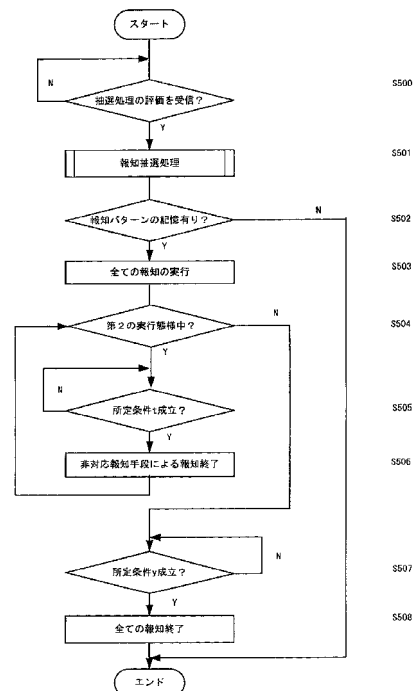 スタート
N
抽選処理の評価を受信？
S500
Y
報知抽選処理
S501
N
報知パターンの記憶有り？
S502
Y
全ての報知の実行
S503
N
第２の実行態様中？
S504
Y
N
所定条件t成立？
S505
Y
非対応報知手段による報知終了
S506
N
所定条件y成立？
S507
Y
全ての報知終了
S508
エンド